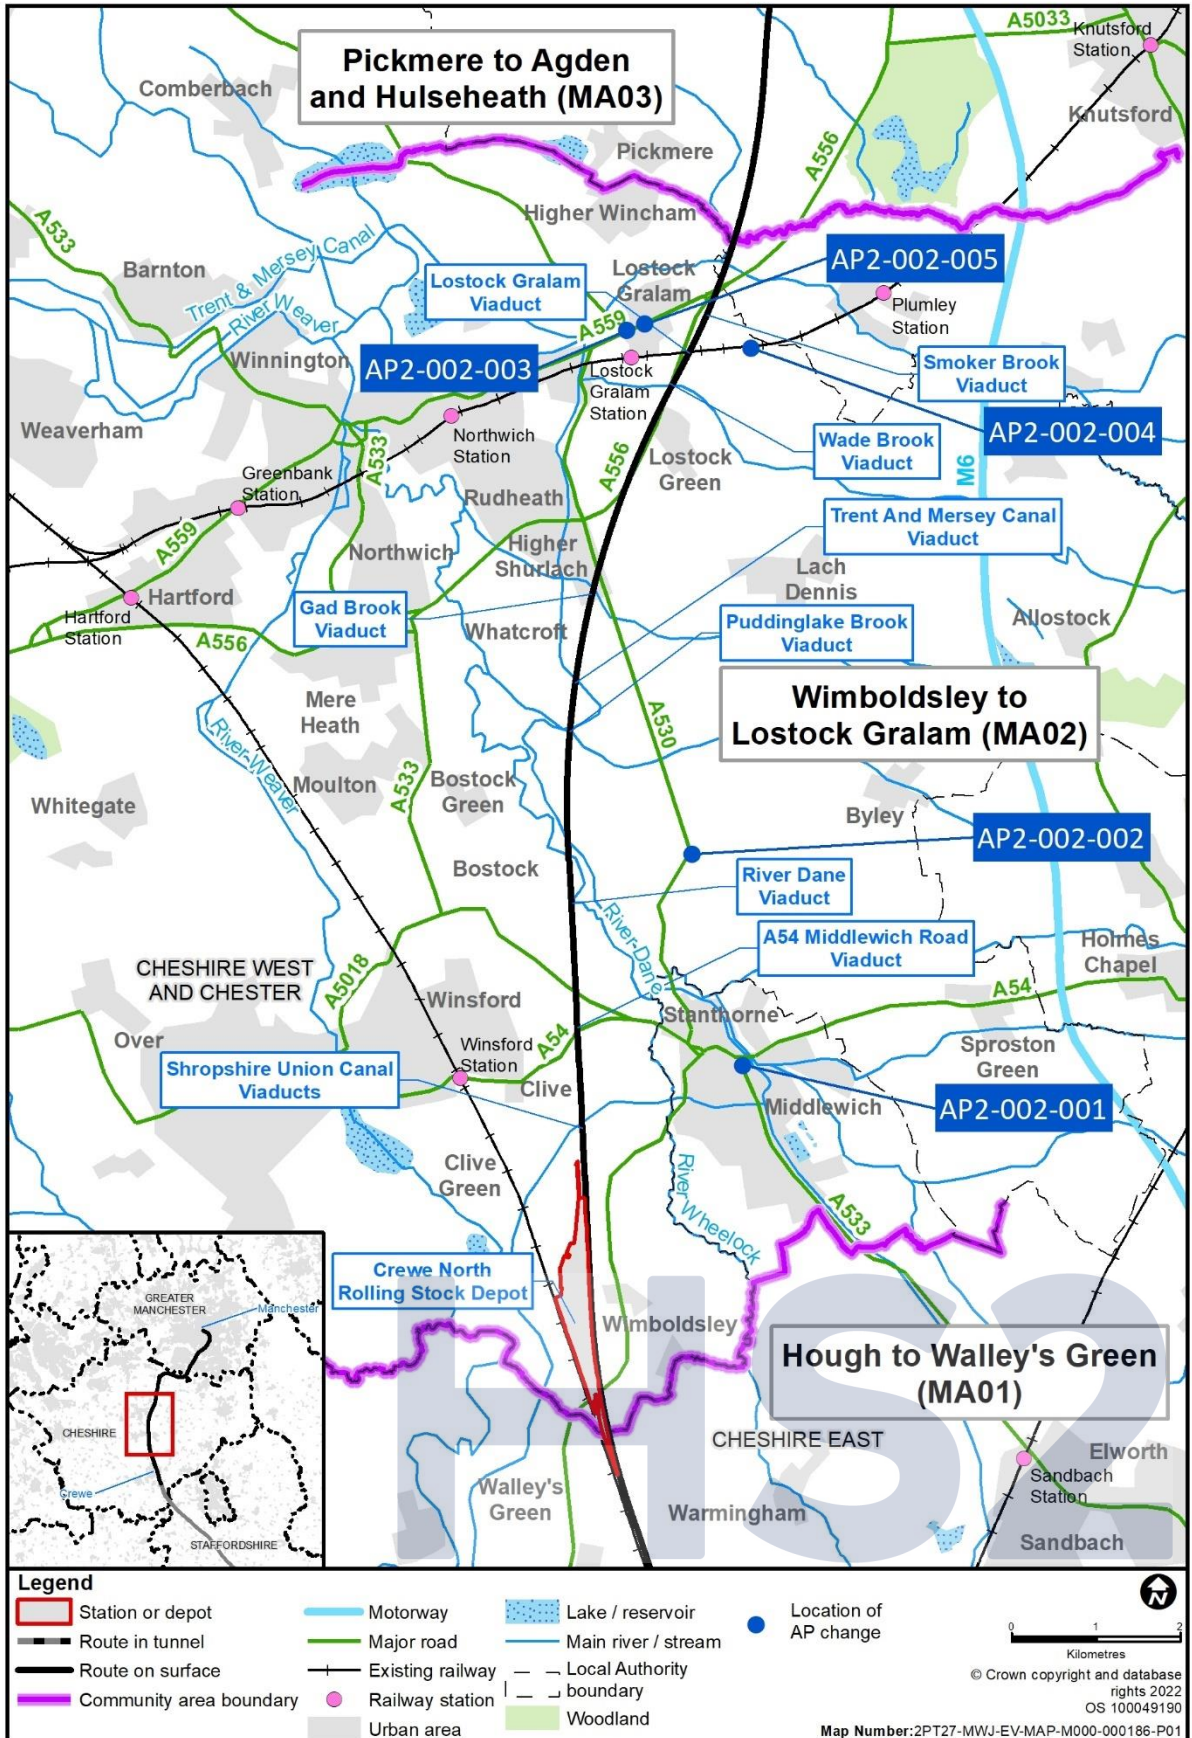 A5033
Knutsford
Station
Pickmere to Agden
and Hulseheath (MA03)
Comberbach
Knutsford
Pickmere
A556
A533
Higher Wincham
Trent & Mersey Canal
Barnton
River Weaver
AP2-002-005
Lostock Gralam
Viaduct
Lostock
Gralam
Plumley
Station
A559
Winnington
AP2-002-003
Lostock
Gralam
Station
Smoker Brook
Viaduct
AP2-002-004
Weaverham
Northwich
Station
Wade Brook
Viaduct
Greenbank
Station
A533
A556
Lostock
Green
M6
Rudheath
Trent And Mersey Canal
Viaduct
A559
Northwich
Higher
Shurlach
Lach
Dennis
Hartford
Hartford
Station
Gad Brook
Viaduct
Whatcroft
Puddinglake Brook
Viaduct
Allostock
A556
Mere
Heath
Wimboldsley to
Lostock Gralam (MA02)
A530
River-Weaver
Moulton
A533
Bostock
Green
Whitegate
Byley
AP2-002-002
Bostock
River Dane
Viaduct
River-Dane
A54 Middlewich Road
Viaduct
Holmes
Chapel
CHESHIRE WEST
AND CHESTER
A5018
Winsford
A54
Stanthorne
Over
Winsford
Station
A54
Sproston
Green
Shropshire Union Canal
Viaducts
Clive
Middlewich
AP2-002-001
Clive
Green
River Wheelock
A533
Crewe North
Rolling Stock Depot
Wimboldsley
HS2
Hough to Walley's Green
(MA01)
CHESHIRE EAST
Elworth
Sandbach
Station
Walley's
Green
Warmingham
Sandbach
GREATER
MANCHESTER
Manchester
CHESHIRE
Crewe
STAFFORDSHIRE
Legend
Station or depot
Route in tunnel
Route on surface
Community area boundary
Motorway
Major road
Existing railway
Railway station
Urban area
Lake / reservoir
Main river / stream
Local Authority
boundary
Woodland
Location of
AP change
N
0 1 2
Kilometres
© Crown copyright and database
rights 2022
OS 100049190
Map Number:2PT27-MWJ-EV-MAP-M000-000186-P01